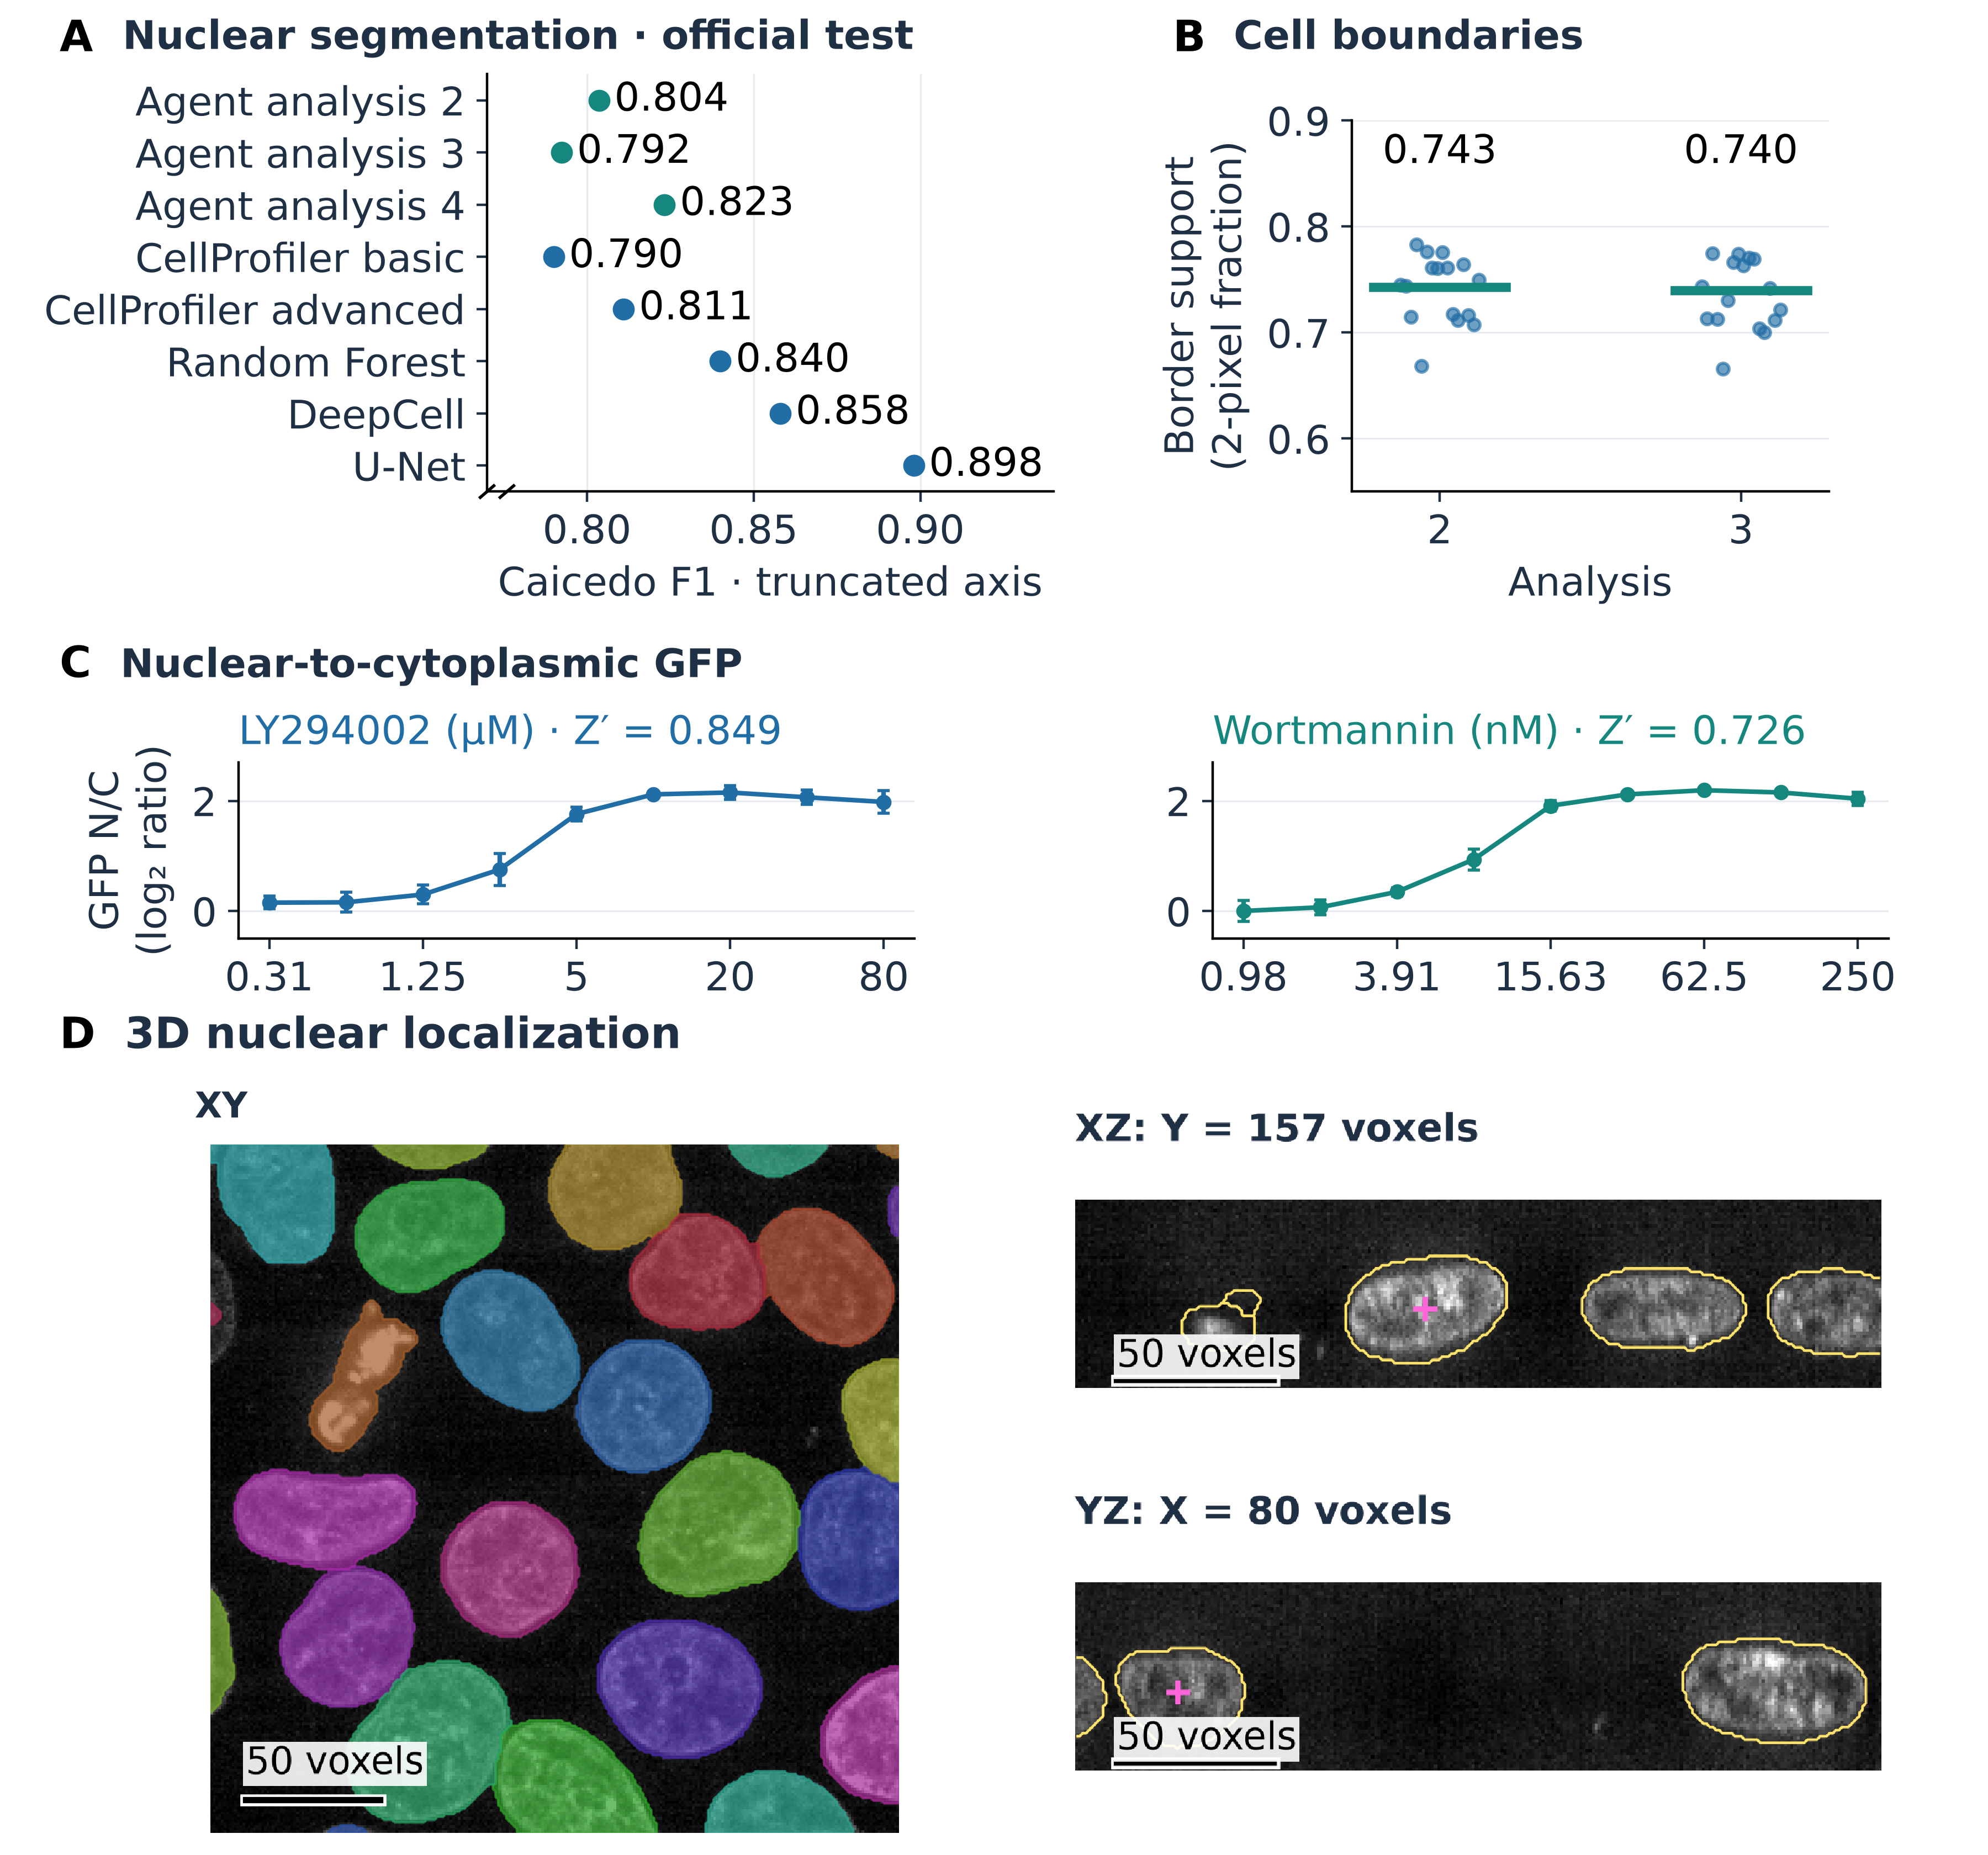 A Nuclear segmentation · official test
Agent analysis 2
0.804
Agent analysis 3
0.792
Agent analysis 4
0.823
CellProfiler basic
0.790
CellProfiler advanced
0.811
Random Forest
0.840
DeepCell
0.858
U-Net
0.898
0.80 0.85 0.90
Caicedo F1 · truncated axis
B Cell boundaries
Border support
(2-pixel fraction)
0.9
0.8
0.7
0.6
0.743 0.740
2 3
Analysis
C Nuclear-to-cytoplasmic GFP
LY294002 (µM) · Z′ = 0.849
GFP N/C
(log₂ ratio)
2
0
0.31 1.25 5 20 80
Wortmannin (nM) · Z′ = 0.726
2
0
0.98 3.91 15.63 62.5 250
D 3D nuclear localization
XY
50 voxels
XZ: Y = 157 voxels
50 voxels
YZ: X = 80 voxels
50 voxels